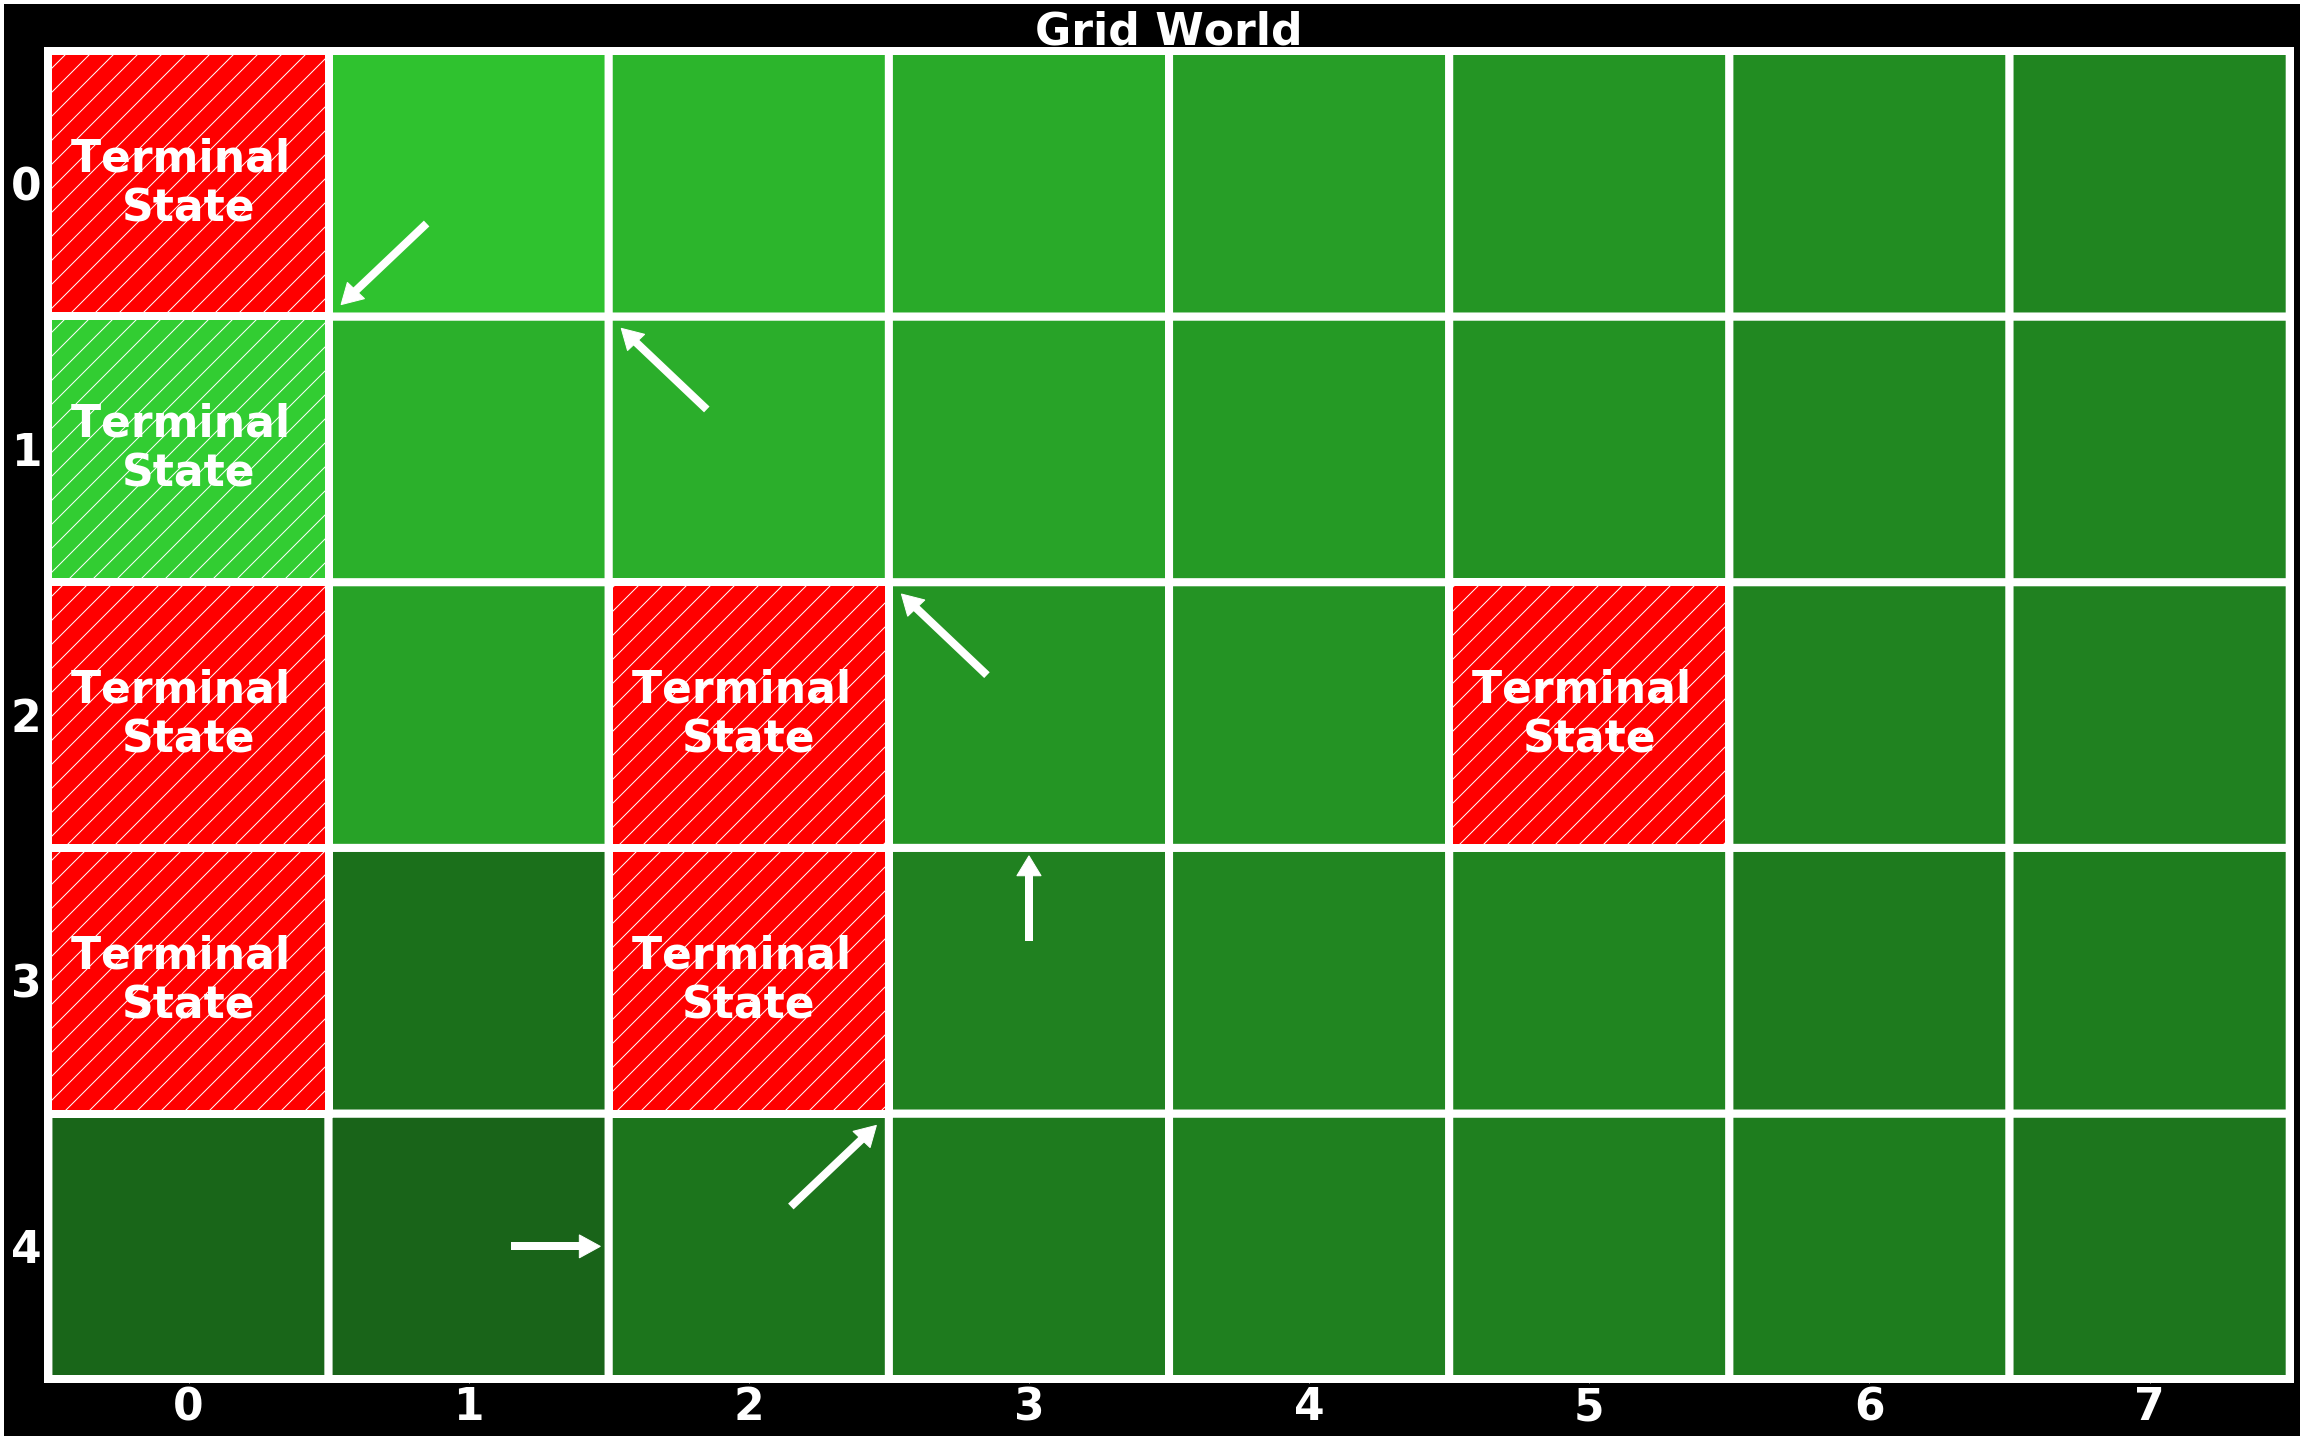 Grid World
0
Terminal
State
1
Terminal
State
2
Terminal
State
Terminal
State
Terminal
State
3
Terminal
State
Terminal
State
4
0 1 2 3 4 5 6 7